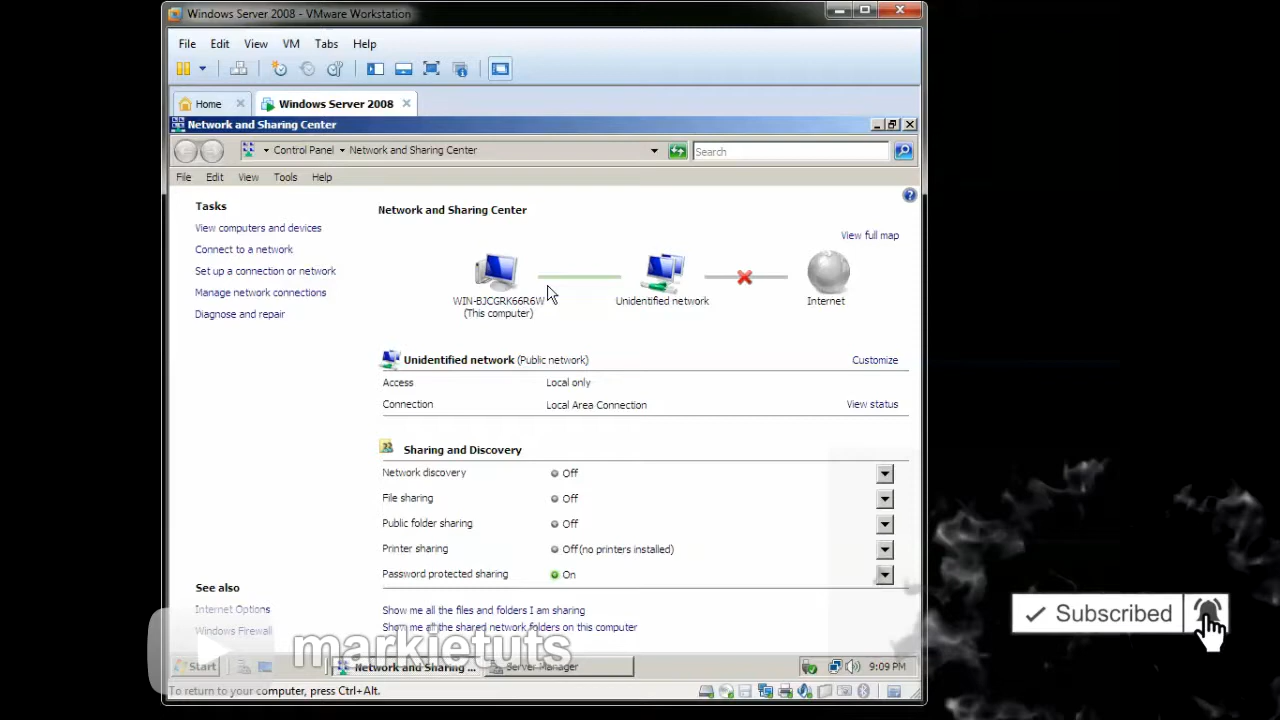 Windows Server 2008 - VMware Workstation
File Edit View VM Tabs Help
Home
Windows Server 2008
Network and Sharing Center
Control Panel
Network and Sharing Center
Search
File Edit View Tools Help
Tasks
View computers and devices
Connect to a network
Set up a connection or network
Manage network connections
Diagnose and repair
Network and Sharing Center
View full map
WIN-BJCGRK66R6W
(This computer)
Unidentified network
Internet
Unidentified network (Public network)
Customize
Access Local only
Connection Local Area Connection View status
Sharing and Discovery
Network discovery Off
File sharing Off
Public folder sharing Off
Printer sharing Off (no printers installed)
Password protected sharing On
See also
Internet Options
Windows Firewall
Show me all the files and folders I am sharing
Show me all the shared network folders on this computer
markietuts
Subscribed
Start
Network and Sharing ...
Server Manager
9:09 PM
To return to your computer, press Ctrl+Alt.